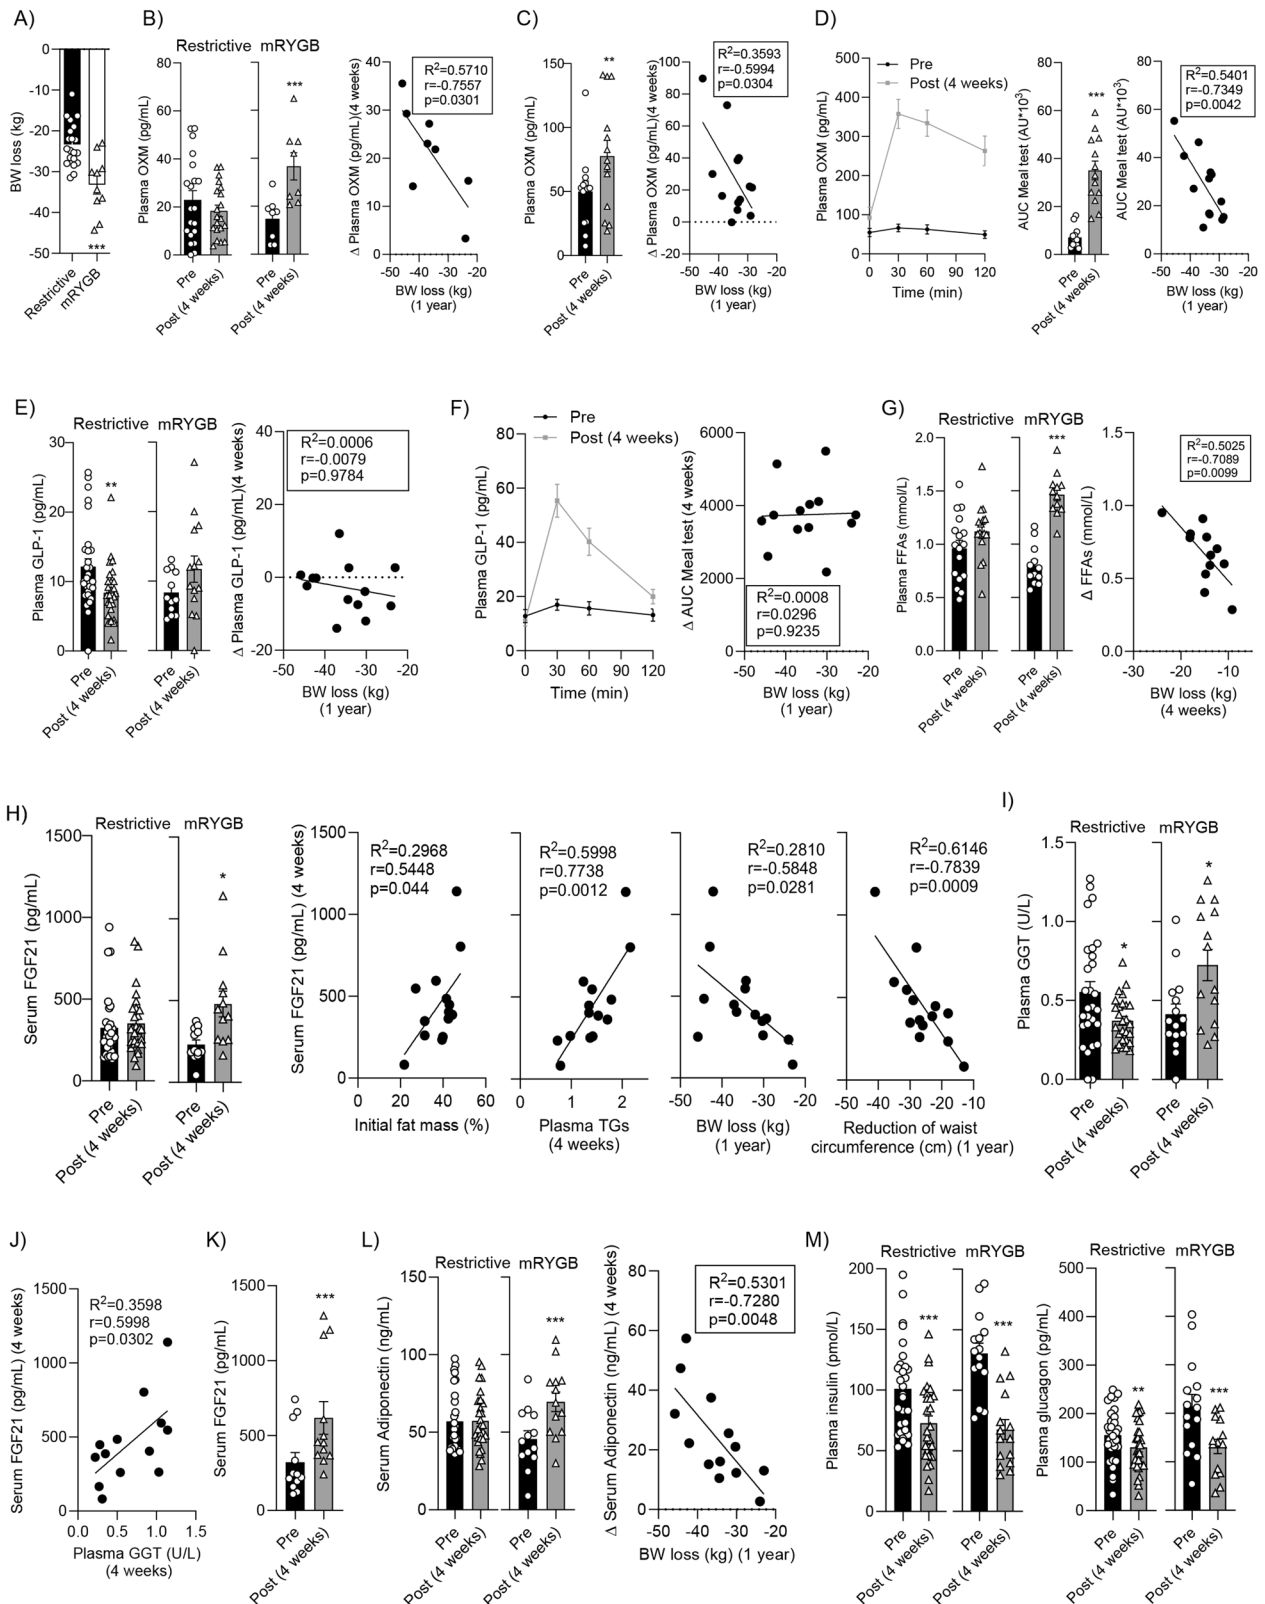 A)
0
-10
-20
-30
-40
-50
BW loss (kg)
***
Restrictive
mRYGB
B)
Restrictive mRYGB
80
60
40
20
0
Plasma OXM (pg/mL)
***
Pre
Post (4 weeks)
Pre
Post (4 weeks)
R2=0.5710
r=-0.7557
p=0.0301
40
30
20
10
0
Δ Plasma OXM (pg/mL)(4 weeks)
-50 -40 -30 -20
BW loss (kg)
(1 year)
C)
150
100
50
0
Plasma OXM (pg/mL)
**
Pre
Post (4 weeks)
R2=0.3593
r=-0.5994
p=0.0304
100
80
60
40
20
0
-20
Δ Plasma OXM (pg/mL)(4 weeks)
-50 -40 -30 -20
BW loss (kg)
(1 year)
D)
Pre
Post (4 weeks)
500
400
300
200
100
0
Plasma OXM (pg/mL)
0 30 60 90 120
Time (min)
80
60
40
20
0
AUC Meal test (AU*10³)
***
Pre
Post (4 weeks)
R2=0.5401
r=-0.7349
p=0.0042
80
60
40
20
0
AUC Meal test (AU*10³)
-50 -40 -30 -20
BW loss (kg)
(1 year)
E)
Restrictive mRYGB
30
20
10
0
Plasma GLP-1 (pg/mL)
**
Pre
Post (4 weeks)
Pre
Post (4 weeks)
R2=0.0006
r=-0.0079
p=0.9784
40
20
0
-20
Δ Plasma GLP-1 (pg/mL)(4 weeks)
-50 -40 -30 -20
BW loss (kg)
(1 year)
F)
Pre
Post (4 weeks)
80
60
40
20
0
Plasma GLP-1 (pg/mL)
0 30 60 90 120
Time (min)
6000
4000
2000
0
Δ AUC Meal test (4 weeks)
R2=0.0008
r=0.0296
p=0.9235
-50 -40 -30 -20
BW loss (kg)
(1 year)
G)
Restrictive mRYGB
2.0
1.5
1.0
0.5
0.0
Plasma FFAs (mmol/L)
***
Pre
Post (4 weeks)
Pre
Post (4 weeks)
R2=0.5025
r=-0.7089
p=0.0099
1.5
1.0
0.5
0.0
Δ FFAs (mmol/L)
-30 -20 -10
BW loss (kg)
(4 weeks)
H)
Restrictive mRYGB
1500
1000
500
0
Serum FGF21 (pg/mL)
*
Pre
Post (4 weeks)
Pre
Post (4 weeks)
1500
1000
500
0
Serum FGF21 (pg/mL) (4 weeks)
R2=0.2968
r=0.5448
p=0.044
0 20 40 60
Initial fat mass (%)
R2=0.5998
r=0.7738
p=0.0012
0 1 2
Plasma TGs
(4 weeks)
R2=0.2810
r=-0.5848
p=0.0281
-50 -40 -30 -20
BW loss (kg)
(1 year)
R2=0.6146
r=-0.7839
p=0.0009
-50 -40 -30 -20 -10
Reduction of waist
circumference (cm) (1 year)
I)
Restrictive mRYGB
1.5
1.0
0.5
0.0
Plasma GGT (U/L)
*
*
Pre
Post (4 weeks)
Pre
Post (4 weeks)
J)
1500
1000
500
0
Serum FGF21 (pg/mL) (4 weeks)
R2=0.3598
r=0.5998
p=0.0302
0.0 0.5 1.0 1.5
Plasma GGT (U/L)
(4 weeks)
K)
1500
1000
500
0
Serum FGF21 (pg/mL)
***
Pre
Post (4 weeks)
L)
Restrictive mRYGB
150
100
50
0
Serum Adiponectin (ng/mL)
***
Pre
Post (4 weeks)
Pre
Post (4 weeks)
R2=0.5301
r=-0.7280
p=0.0048
80
60
40
20
0
Δ Serum Adiponectin (ng/mL) (4 weeks)
-50 -40 -30 -20
BW loss (kg) (1 year)
M)
Restrictive mRYGB
200
150
100
50
0
Plasma insulin (pmol/L)
***
***
Pre
Post (4 weeks)
Pre
Post (4 weeks)
Restrictive mRYGB
500
400
300
200
100
0
Plasma glucagon (pg/mL)
**
***
Pre
Post (4 weeks)
Pre
Post (4 weeks)